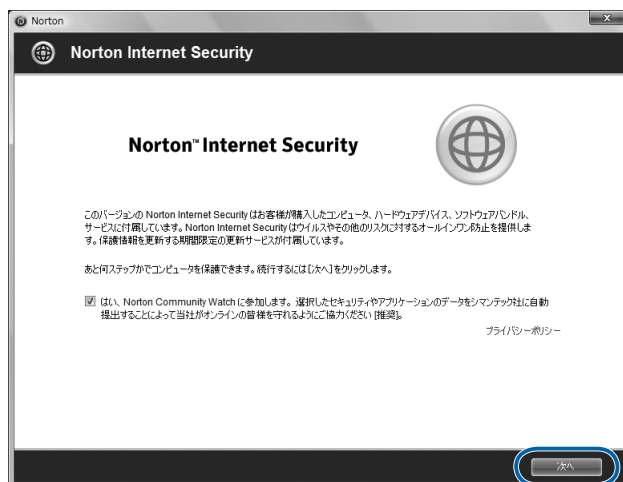 Norton
Norton Internet Security
Norton™ Internet Security
このバージョンの Norton Internet Security はお客様が購入したコンピュータ、ハードウェアデバイス、ソフトウェアバンドル、
サービスに付属しています。Norton Internet Security はウイルスやその他のリスクに対するオールインワン防止を提供しま
す。保護情報を更新する期間限定の更新サービスが付属しています。
あと何ステップかでコンピュータを保護できます。続行するには[次へ]をクリックします。
はい、Norton Community Watch に参加します。選択したセキュリティやアプリケーションのデータをシマンテック社に自動
提出することによって当社がオンラインの皆様を守れるようにご協力ください [推奨]。
プライバシーポリシー
次へ